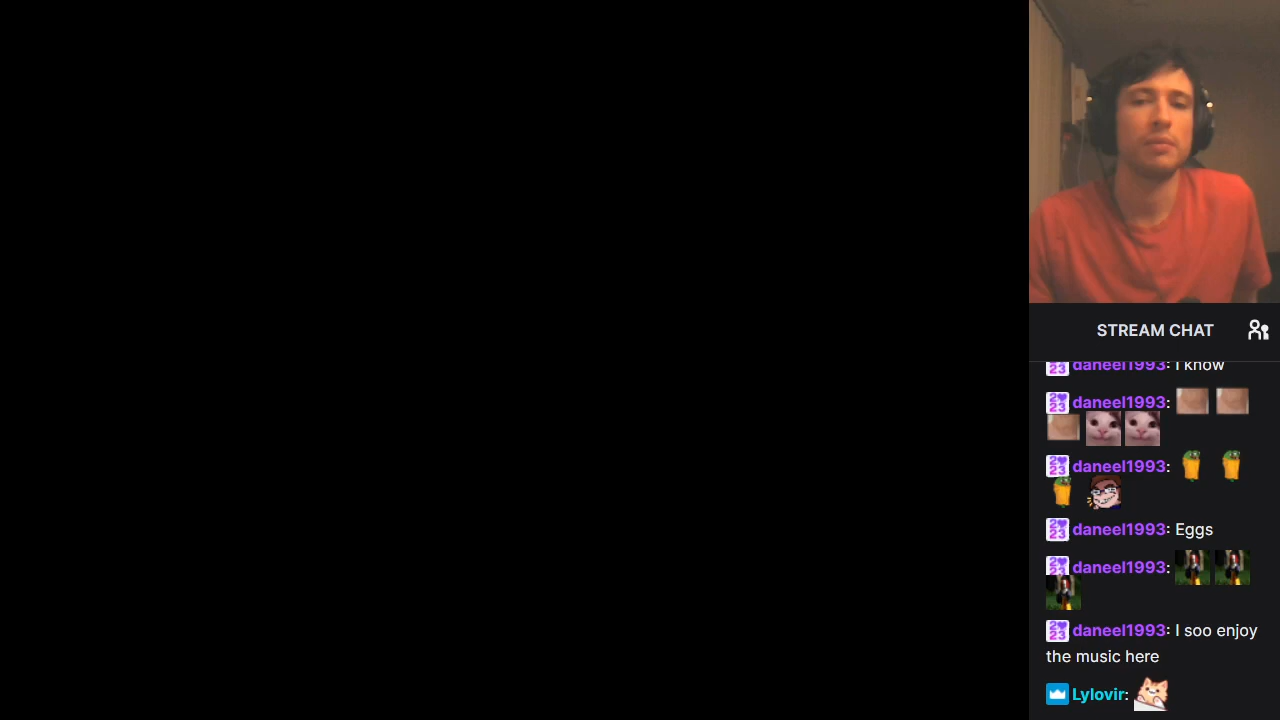 STREAM CHAT
daneel1993: I know
daneel1993:
daneel1993:
daneel1993: Eggs
daneel1993:
daneel1993: I soo enjoy
the music here
Lylovir: